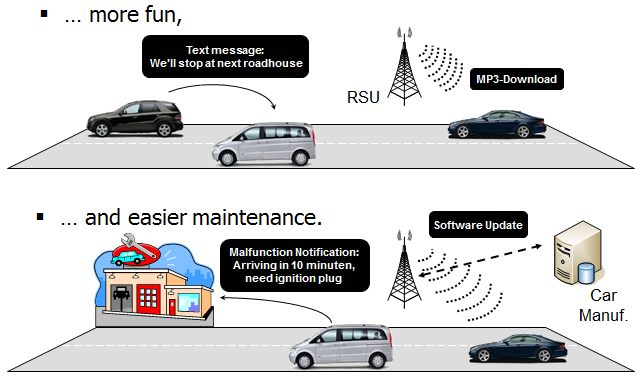 ▪ … more fun,
Text message:
We'll stop at next roadhouse
RSU
MP3-Download
▪ … and easier maintenance.
Malfunction Notification:
Arriving in 10 minuten,
need ignition plug
Software Update
Car
Manuf.